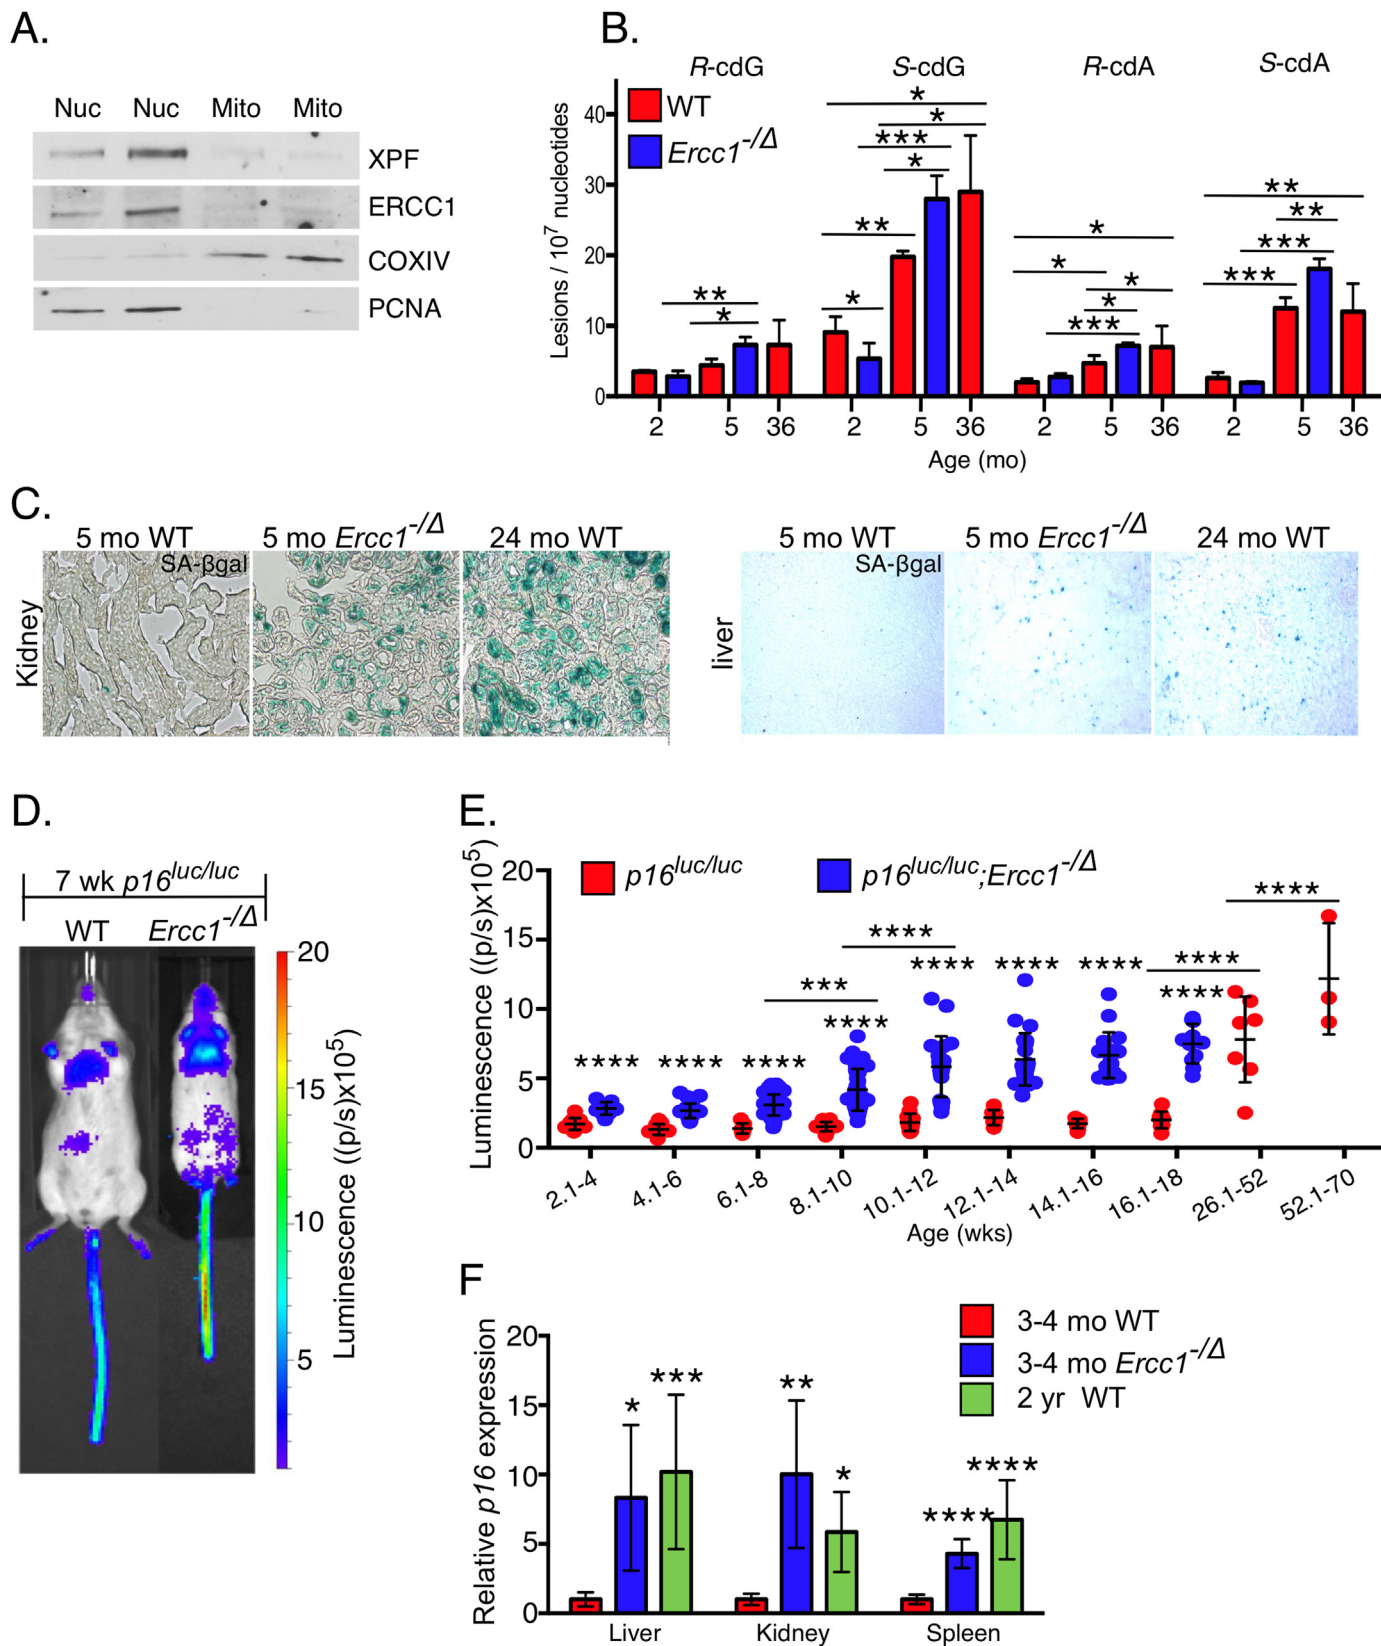 A.
Nuc Nuc Mito Mito
XPF
ERCC1
COXIV
PCNA
B.
R-cdG S-cdG R-cdA S-cdA
WT
Ercc1-/Δ
Lesions / 10⁷ nucleotides
40
30
20
10
0
* * *** * ** ** * * * * * * *** ** ** *** ***
2 5 36 2 5 36 2 5 36 2 5 36
Age (mo)
C.
5 mo WT 5 mo Ercc1-/Δ 24 mo WT
SA-βgal
Kidney
5 mo WT 5 mo Ercc1-/Δ 24 mo WT
SA-βgal
liver
D.
7 wk p16luc/luc
WT Ercc1-/Δ
20
15
10
5
Luminescence ((p/s)x10⁵)
E.
p16luc/luc p16luc/luc;Ercc1-/Δ
Luminescence ((p/s)x10⁵)
20
15
10
5
0
****
**** **** **** ****
*** **** ****
**** **** **** ****
2.1-4 4.1-6 6.1-8 8.1-10 10.1-12 12.1-14 14.1-16 16.1-18 26.1-52 52.1-70
Age (wks)
F
3-4 mo WT
3-4 mo Ercc1-/Δ
2 yr WT
Relative p16 expression
20
15
10
5
0
* *** ** * **** ****
Liver Kidney Spleen